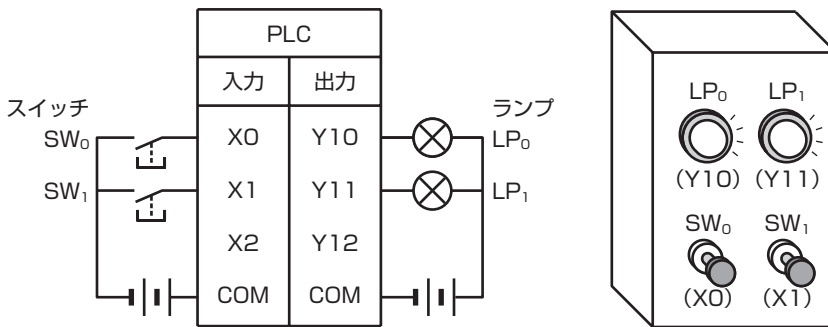 PLC
入力 出力
スイッチ ランプ
SW₀ X0 Y10 LP₀
SW₁ X1 Y11 LP₁
X2 Y12
COM COM
LP₀ LP₁
(Y10) (Y11)
SW₀ SW₁
(X0) (X1)